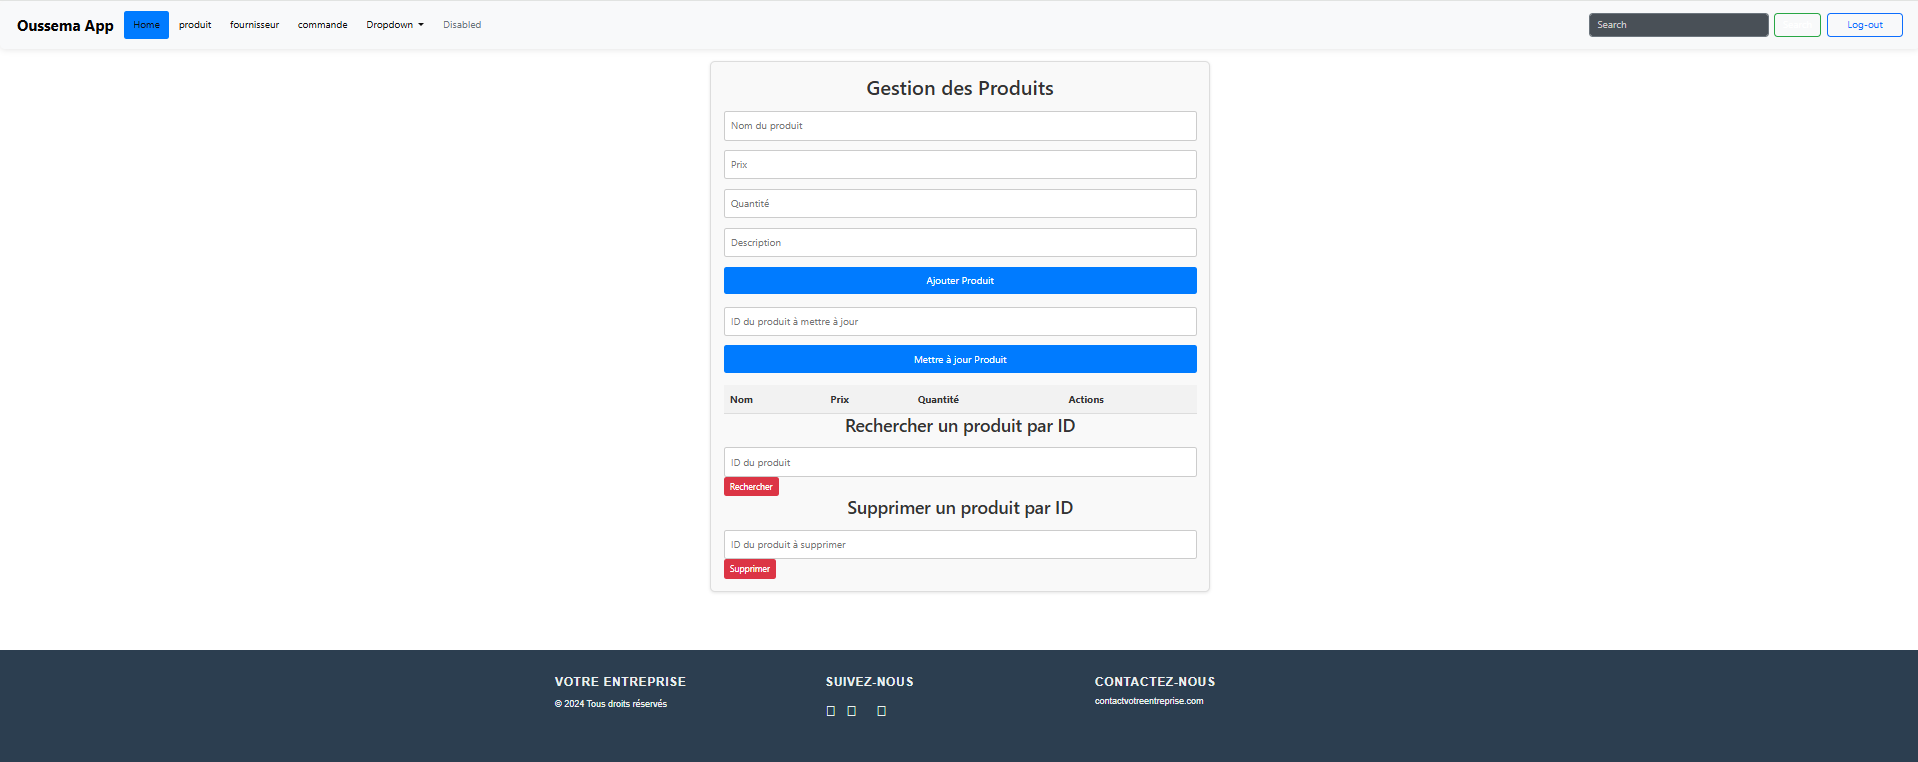 Oussema App Home produit fournisseur commande Dropdown Disabled Search Log-out
Gestion des Produits
Nom du produit
Prix
Quantité
Description
Ajouter Produit
ID du produit à mettre à jour
Mettre à jour Produit
Nom Prix Quantité Actions
Rechercher un produit par ID
ID du produit
Rechercher
Supprimer un produit par ID
ID du produit à supprimer
Supprimer
VOTRE ENTREPRISE SUIVEZ-NOUS CONTACTEZ-NOUS
© 2024 Tous droits réservés contactvotreentreprise.com